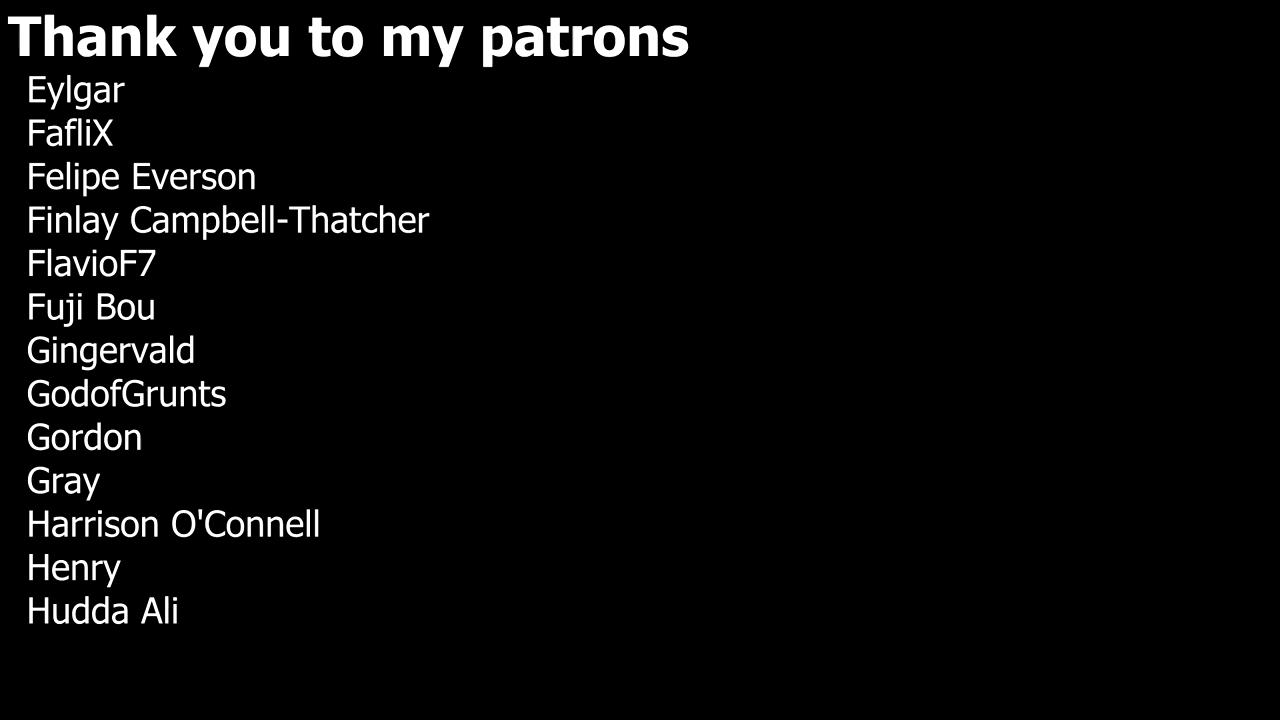 Thank you to my patrons
Eylgar
FafliX
Felipe Everson
Finlay Campbell-Thatcher
FlavioF7
Fuji Bou
Gingervald
GodofGrunts
Gordon
Gray
Harrison O'Connell
Henry
Hudda Ali